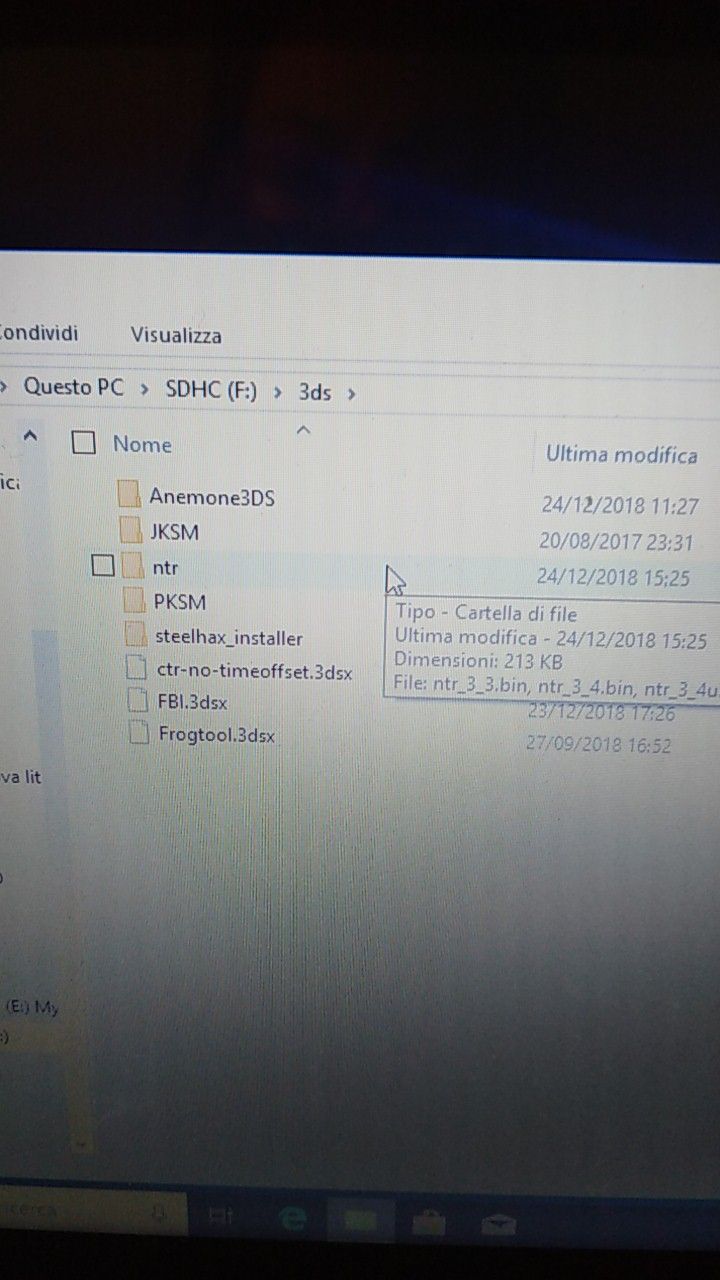 Condividi Visualizza
Questo PC > SDHC (F:) > 3ds >
Nome Ultima modifica
Anemone3DS 24/12/2018 11:27
JKSM 20/08/2017 23:31
ntr 24/12/2018 15:25
PKSM Tipo - Cartella di file
steelhax_installer Ultima modifica - 24/12/2018 15:25
ctr-no-timeoffset.3dsx Dimensioni: 213 KB
File: ntr_3_3.bin, ntr_3_4.bin, ntr_3_4u
FBI.3dsx 23/12/2018 17:26
Frogtool.3dsx 27/09/2018 16:52
va lit
(E:) My
:)